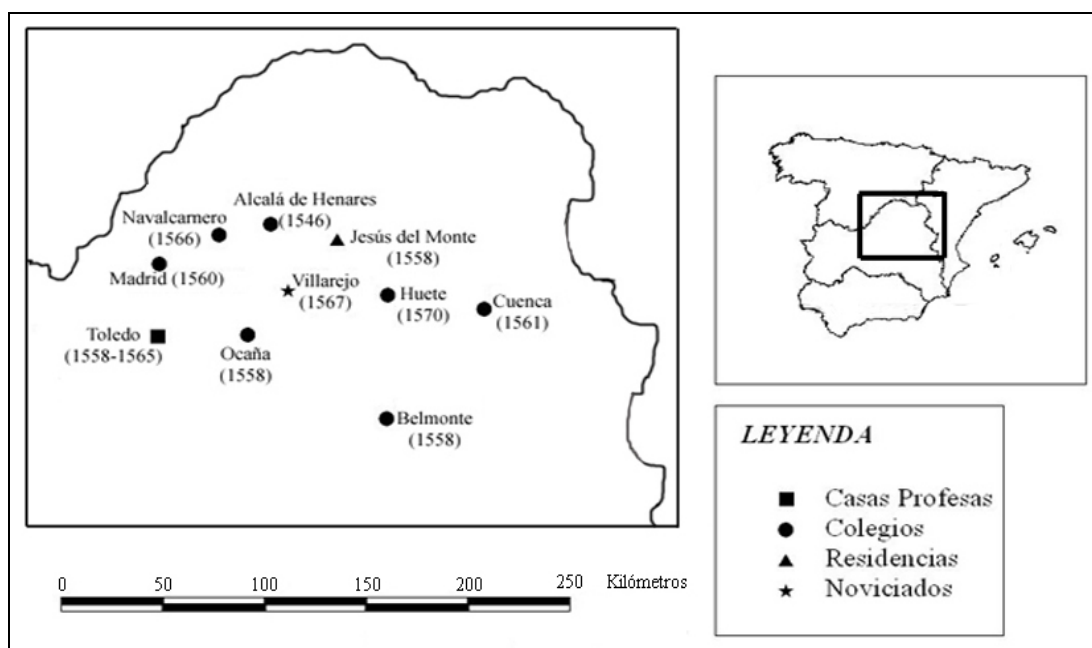 Alcalá de Henares
(1546)
Navalcarnero
(1566)
Jesús del Monte
(1558)
Madrid (1560)
Villarejo
(1567)
Huete
(1570)
Cuenca
(1561)
Toledo
(1558-1565)
Ocaña
(1558)
Belmonte
(1558)
0 50 100 150 200 250 Kilómetros
LEYENDA
Casas Profesas
Colegios
Residencias
Noviciados